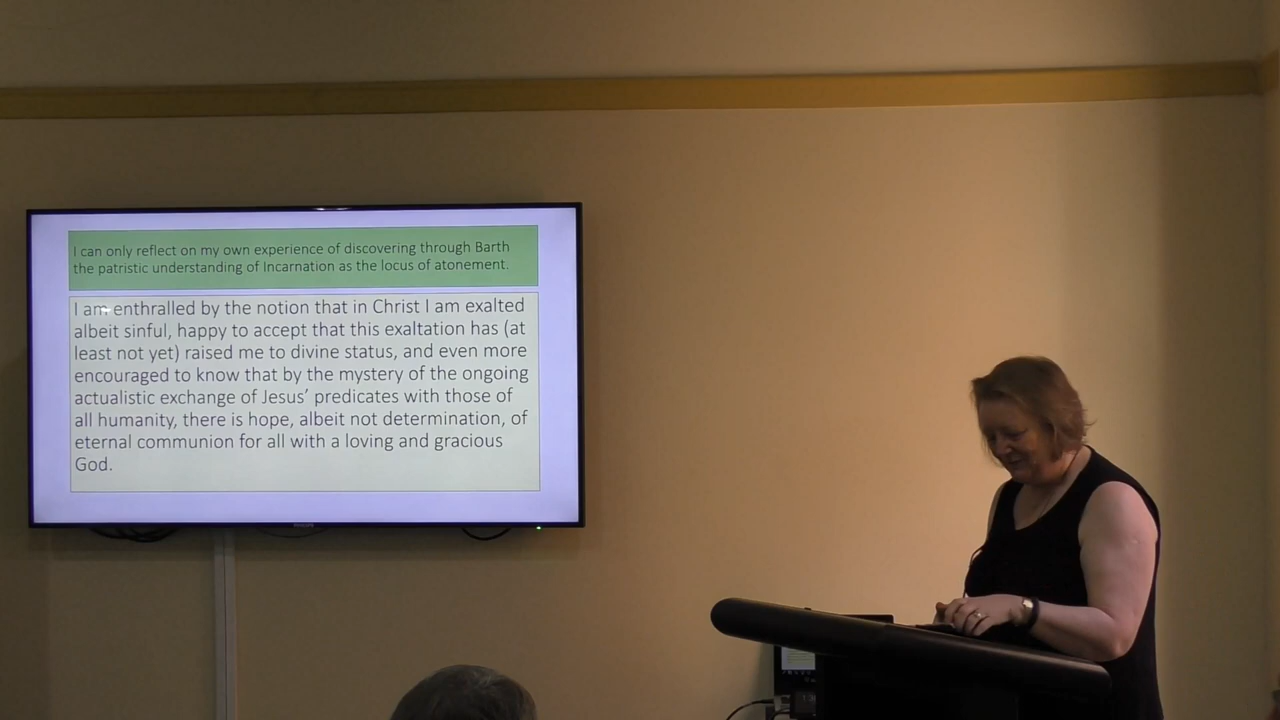 I can only reflect on my own experience of discovering through Barth
the patristic understanding of Incarnation as the locus of atonement.
I am enthralled by the notion that in Christ I am exalted
albeit sinful, happy to accept that this exaltation has (at
least not yet) raised me to divine status, and even more
encouraged to know that by the mystery of the ongoing
actualistic exchange of Jesus’ predicates with those of
all humanity, there is hope, albeit not determination, of
eternal communion for all with a loving and gracious
God.